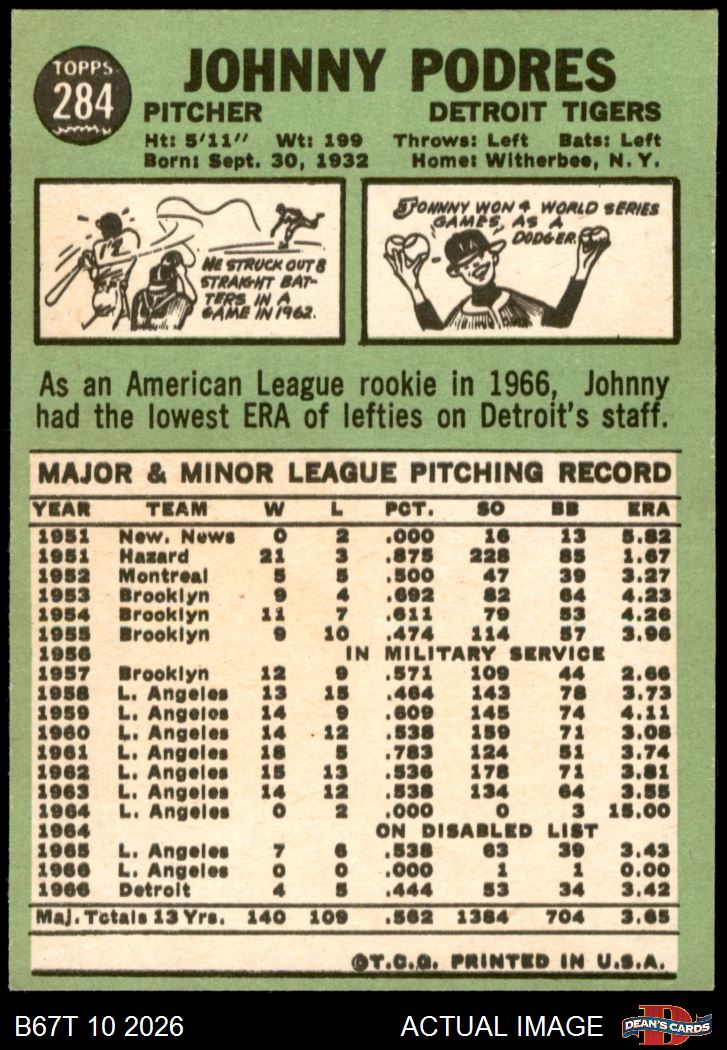 TOPPS
284
JOHNNY PODRES
PITCHER DETROIT TIGERS
Ht: 5'11" Wt: 199 Throws: Left Bats: Left
Born: Sept. 30, 1932 Home: Witherbee, N. Y.
HE STRUCK OUT 8
STRAIGHT BAT-
TERS IN A
GAME IN 1962.
JOHNNY WON 4 WORLD SERIES
GAMES, AS A
DODGER.
As an American League rookie in 1966, Johnny
had the lowest ERA of lefties on Detroit's staff.
MAJOR & MINOR LEAGUE PITCHING RECORD
YEAR TEAM W L PCT. SO BB ERA
1951 New. News 0 2 .000 16 13 5.82
1951 Hazard 21 3 .875 228 85 1.67
1952 Montreal 5 5 .500 47 39 3.27
1953 Brooklyn 9 4 .692 82 64 4.23
1954 Brooklyn 11 7 .611 79 53 4.26
1955 Brooklyn 9 10 .474 114 57 3.96
1956 IN MILITARY SERVICE
1957 Brooklyn 12 9 .571 109 44 2.66
1958 L. Angeles 13 15 .464 143 78 3.73
1959 L. Angeles 14 9 .609 145 74 4.11
1960 L. Angeles 14 12 .538 159 71 3.08
1961 L. Angeles 18 5 .783 124 51 3.74
1962 L. Angeles 15 13 .536 178 71 3.81
1963 L. Angeles 14 12 .538 134 64 3.55
1964 L. Angeles 0 2 .000 0 3 15.00
1964 ON DISABLED LIST
1965 L. Angeles 7 6 .538 63 39 3.43
1966 L. Angeles 0 0 .000 1 1 0.00
1966 Detroit 4 5 .444 53 34 3.42
Maj. Totals 13 Yrs. 140 109 .562 1384 704 3.65
©T.C.G. PRINTED IN U.S.A.
B67T 10 2026 ACTUAL IMAGE
D
DEAN'S CARDS